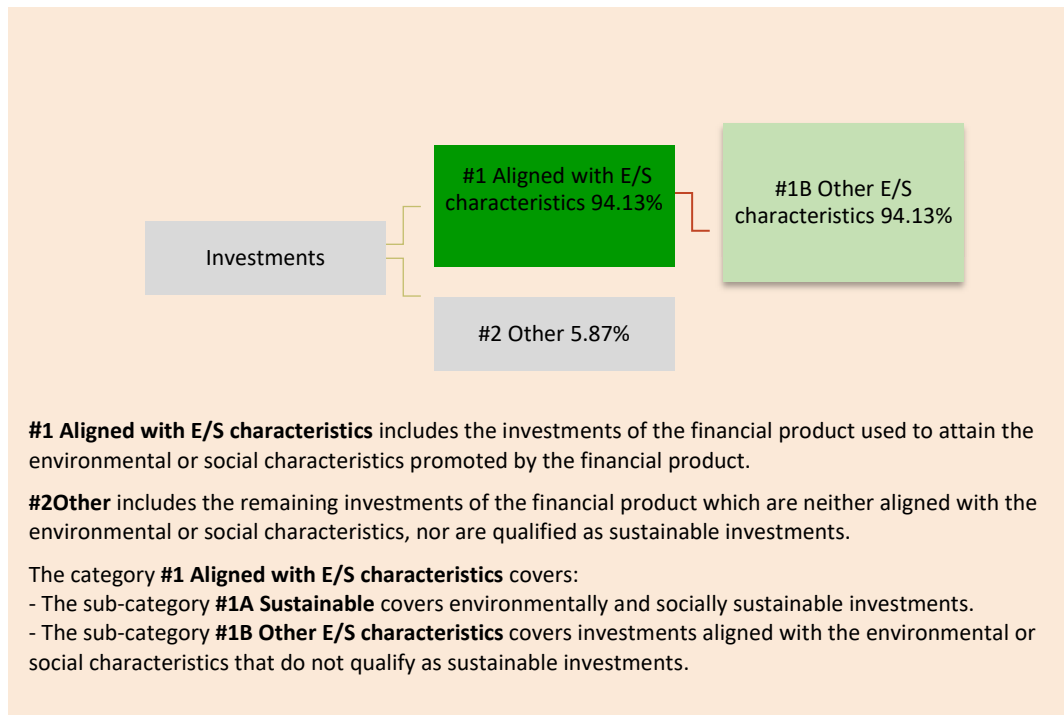 #1 Aligned with E/S
characteristics 94.13%
#1B Other E/S
characteristics 94.13%
Investments
#2 Other 5.87%
#1 Aligned with E/S characteristics includes the investments of the financial product used to attain the
environmental or social characteristics promoted by the financial product.
#2Other includes the remaining investments of the financial product which are neither aligned with the
environmental or social characteristics, nor are qualified as sustainable investments.
The category #1 Aligned with E/S characteristics covers:
- The sub-category #1A Sustainable covers environmentally and socially sustainable investments.
- The sub-category #1B Other E/S characteristics covers investments aligned with the environmental or
social characteristics that do not qualify as sustainable investments.